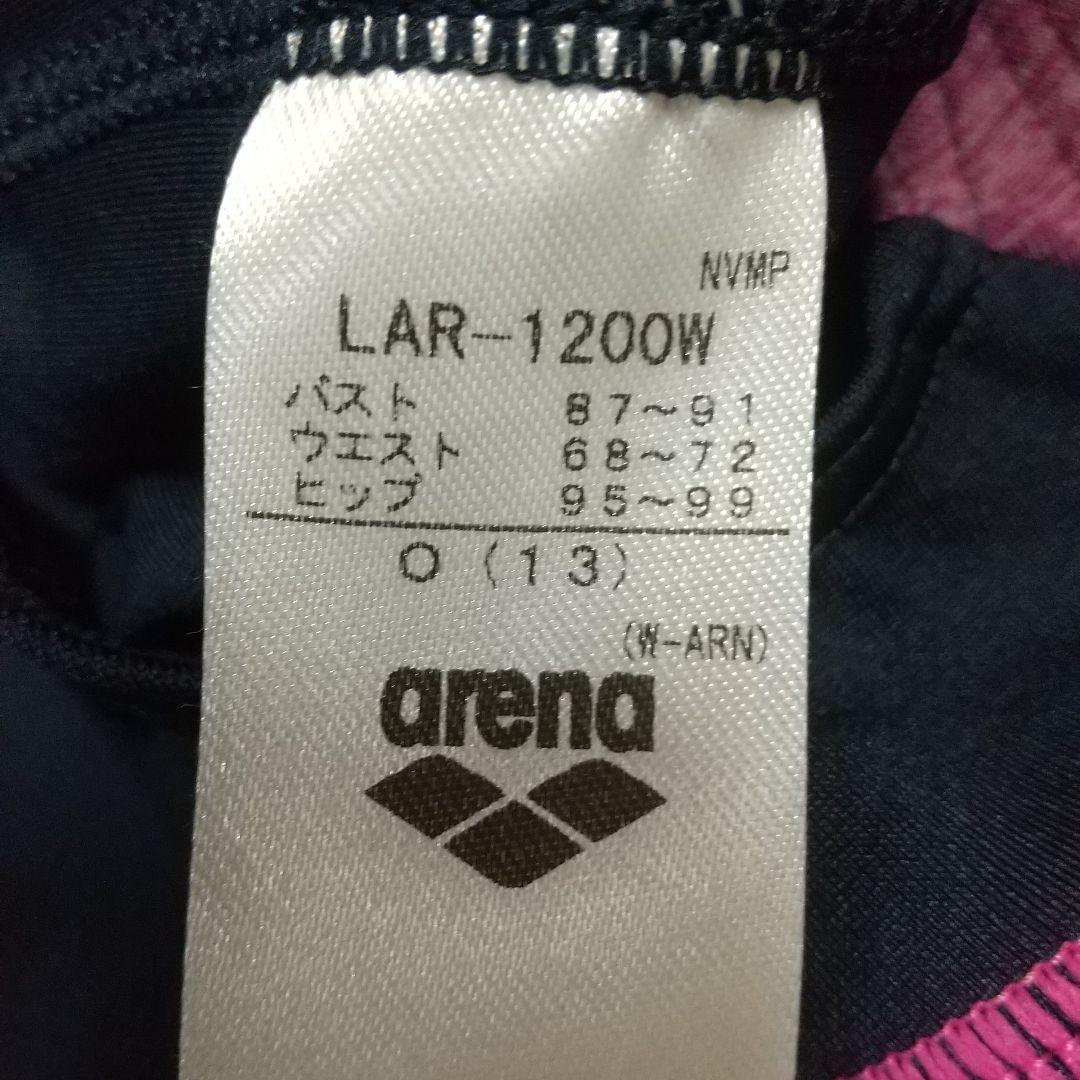 NVMP
LAR-1200W
バスト 87~91
ウエスト 68~72
ヒップ 95~99
O (13)
(W-ARN)
arena